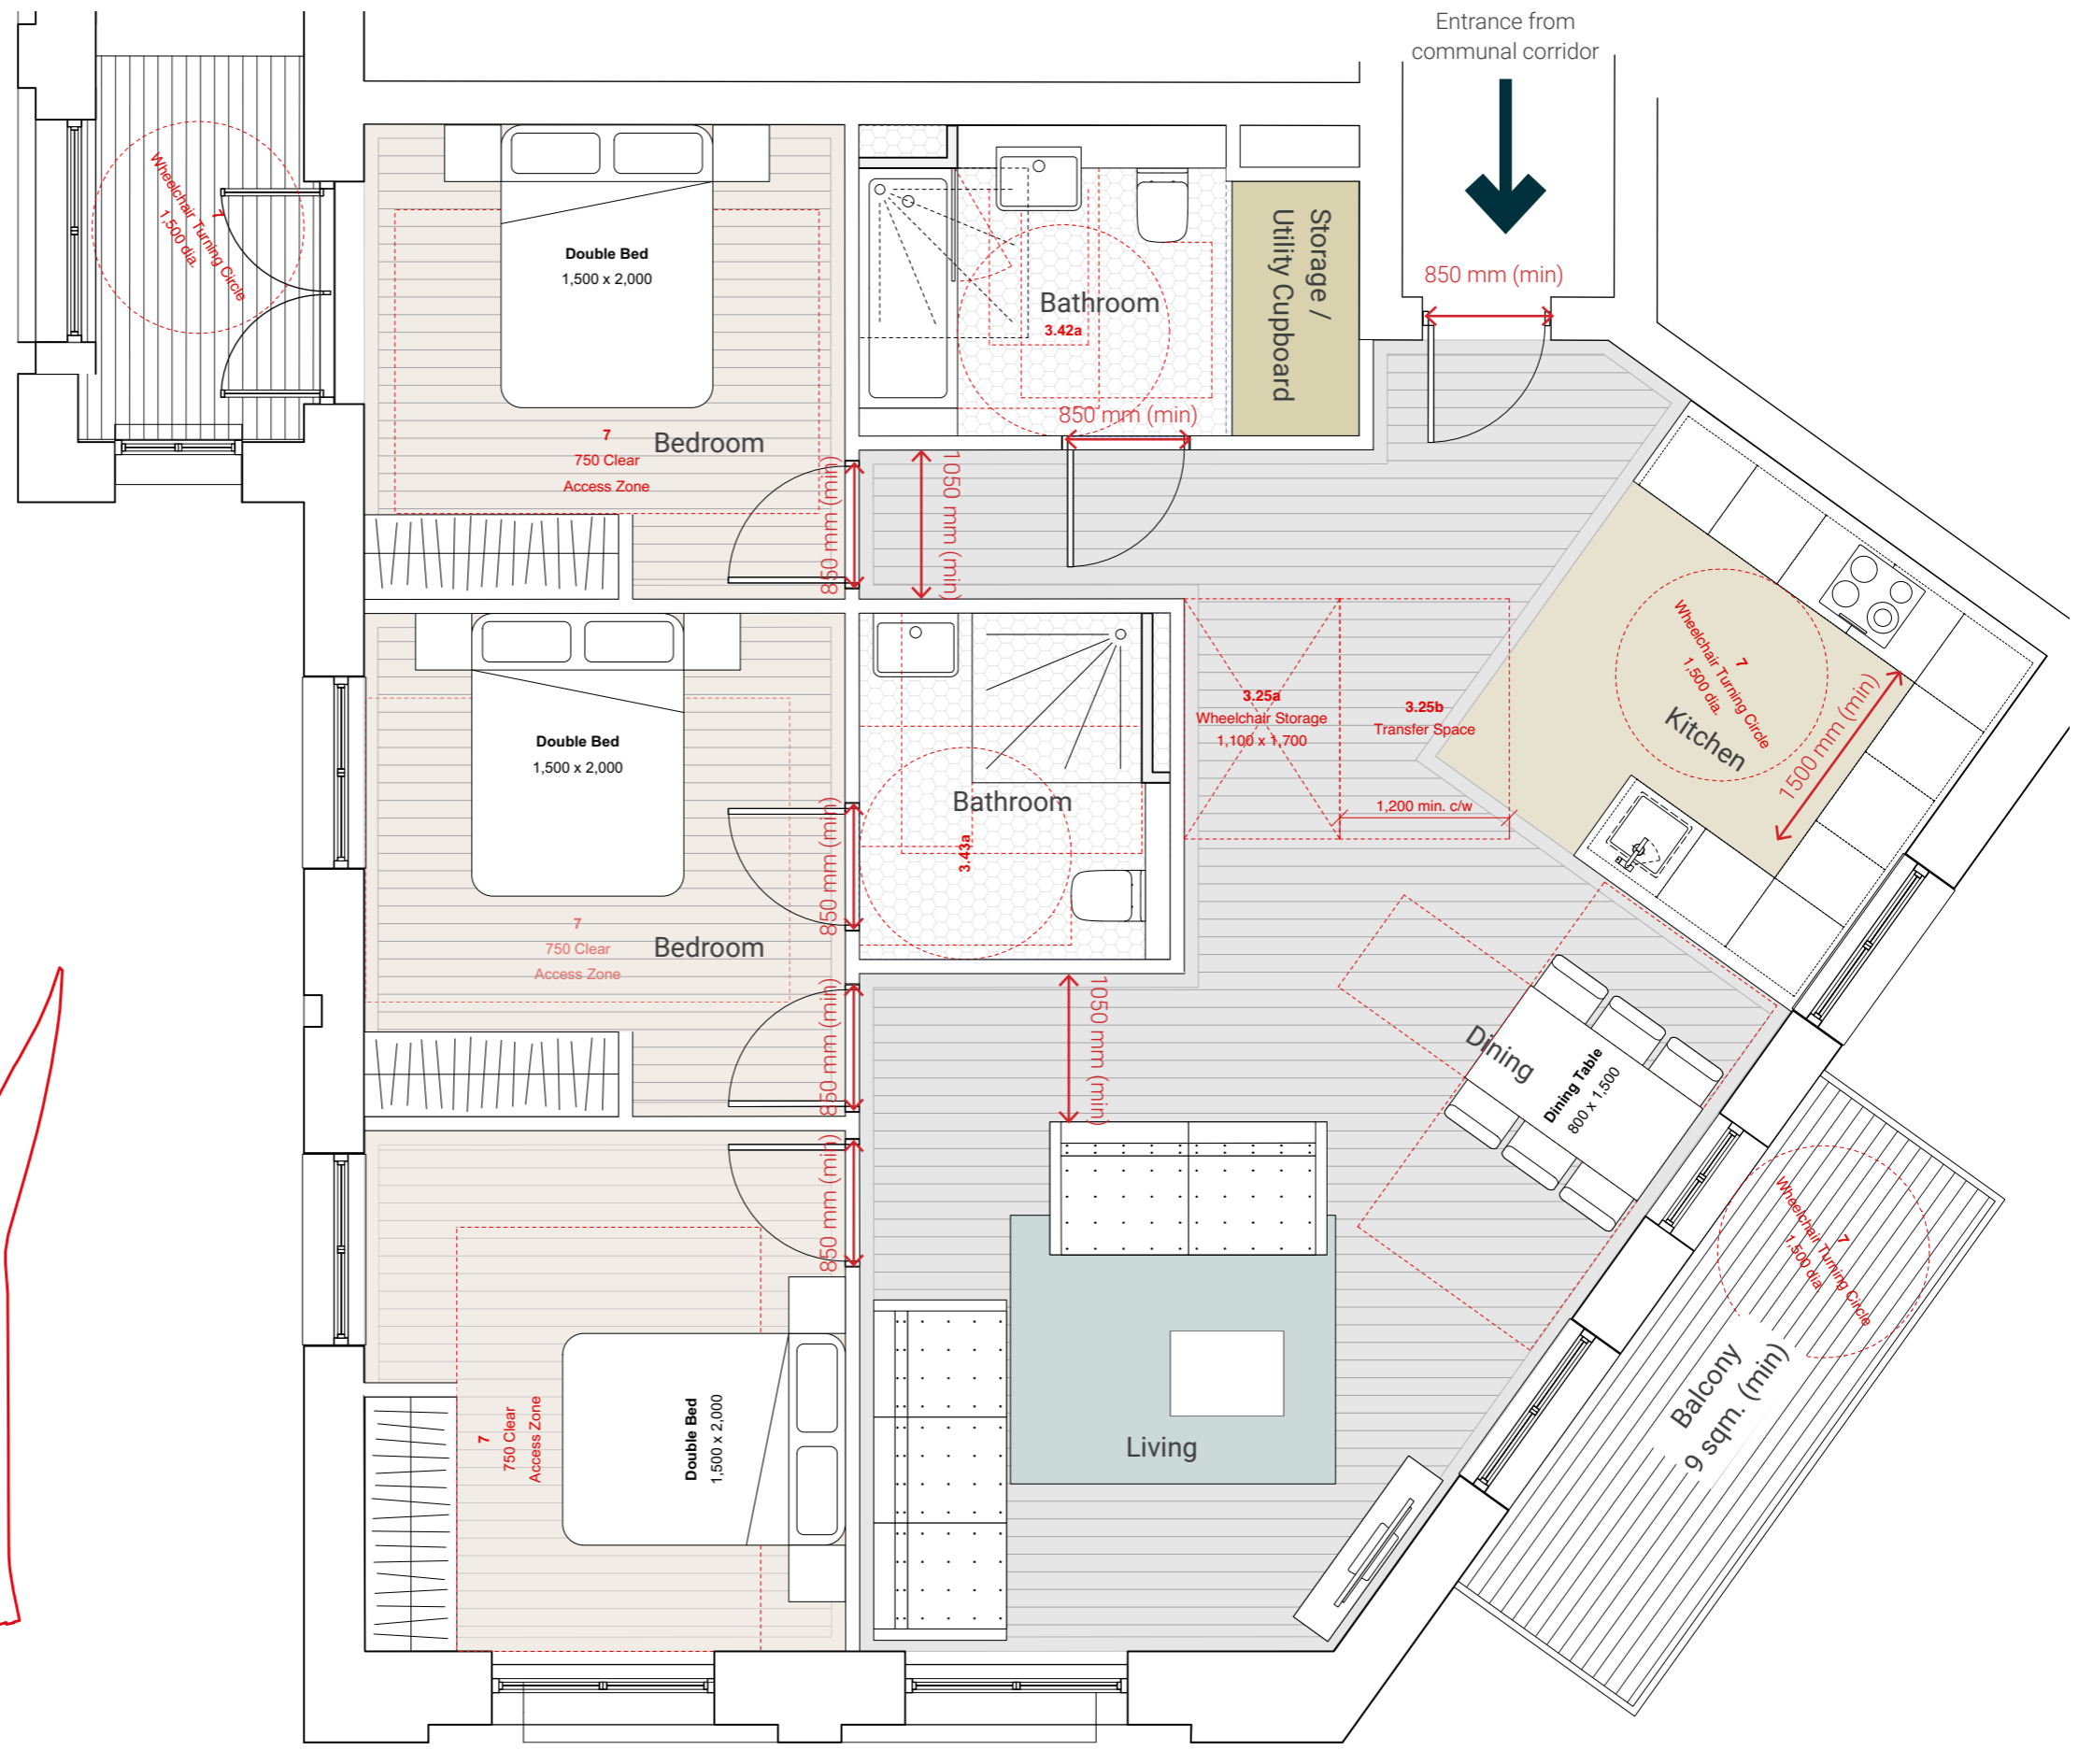 Entrance from
communal corridor
850 mm (min)
7
Wheelchair Turning Circle
1,500 dia.
Double Bed
1,500 x 2,000
7
750 Clear
Access Zone
Bedroom
850 mm (min)
Bathroom
3.42a
850 mm (min)
Storage /
Utility Cupboard
1050 mm (min)
Double Bed
1,500 x 2,000
7
750 Clear
Access Zone
Bedroom
850 mm (min)
850 mm (min)
Bathroom
3.43a
3.25a
Wheelchair Storage
1,100 x 1,700
3.25b
Transfer Space
1,200 min. c/w
7
Wheelchair Turning Circle
1,500 dia.
Kitchen
1500 mm (min)
1050 mm (min)
Dining
Dining Table
800 x 1,500
850 mm (min)
7
750 Clear
Access Zone
Double Bed
1,500 x 2,000
Living
7
Wheelchair Turning Circle
1,500 dia.
Balcony
9 sqm. (min)